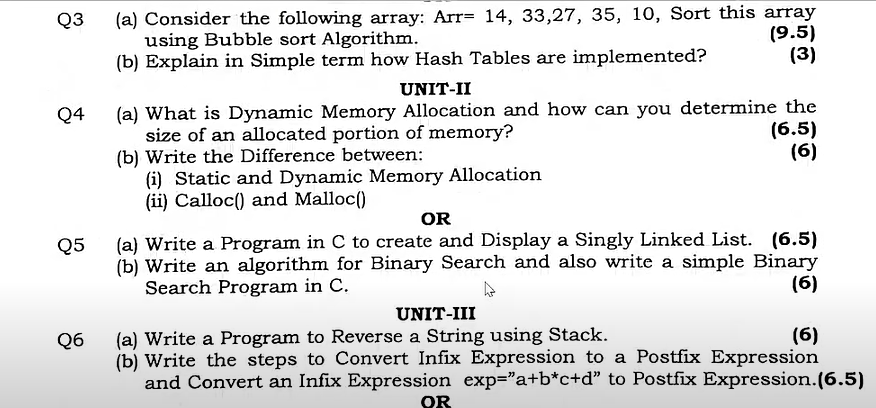 Q3 (a) Consider the following array: Arr= 14, 33,27, 35, 10, Sort this array
using Bubble sort Algorithm. (9.5)
(b) Explain in Simple term how Hash Tables are implemented? (3)
UNIT-II
Q4 (a) What is Dynamic Memory Allocation and how can you determine the
size of an allocated portion of memory? (6.5)
(b) Write the Difference between: (6)
(i) Static and Dynamic Memory Allocation
(ii) Calloc() and Malloc()
OR
Q5 (a) Write a Program in C to create and Display a Singly Linked List. (6.5)
(b) Write an algorithm for Binary Search and also write a simple Binary
Search Program in C. (6)
UNIT-III
Q6 (a) Write a Program to Reverse a String using Stack. (6)
(b) Write the steps to Convert Infix Expression to a Postfix Expression
and Convert an Infix Expression exp=”a+b*c+d” to Postfix Expression.(6.5)
OR